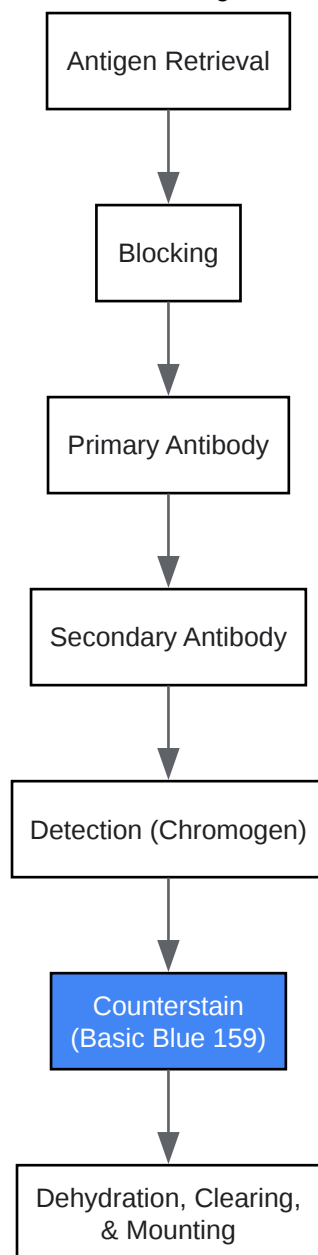 Antigen Retrieval
Blocking
Primary Antibody
Secondary Antibody
Detection (Chromogen)
Counterstain
(Basic Blue 159)
Dehydration, Clearing,
& Mounting